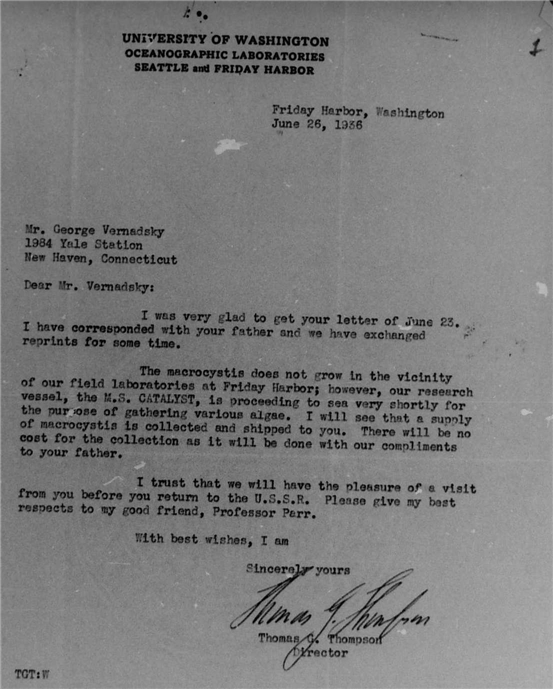 1
UNIVERSITY OF WASHINGTON
OCEANOGRAPHIC LABORATORIES
SEATTLE and FRIDAY HARBOR
Friday Harbor, Washington
June 26, 1936
Mr. George Vernadsky
1984 Yale Station
New Haven, Connecticut
Dear Mr. Vernadsky:
I was very glad to get your letter of June 23.
I have corresponded with your father and we have exchanged
reprints for some time.
The macrocystis does not grow in the vicinity
of our field laboratories at Friday Harbor; however, our research
vessel, the M.S. CATALYST, is proceeding to sea very shortly for
the purpose of gathering various algae. I will see that a supply
of macrocystis is collected and shipped to you. There will be no
cost for the collection as it will be done with our compliments
to your father.
I trust that we will have the pleasure of a visit
from you before you return to the U.S.S.R. Please give my best
respects to my good friend, Professor Parr.
With best wishes, I am
Sincerely yours
Thomas G. Thompson
Thomas G. Thompson
Director
TGT:W